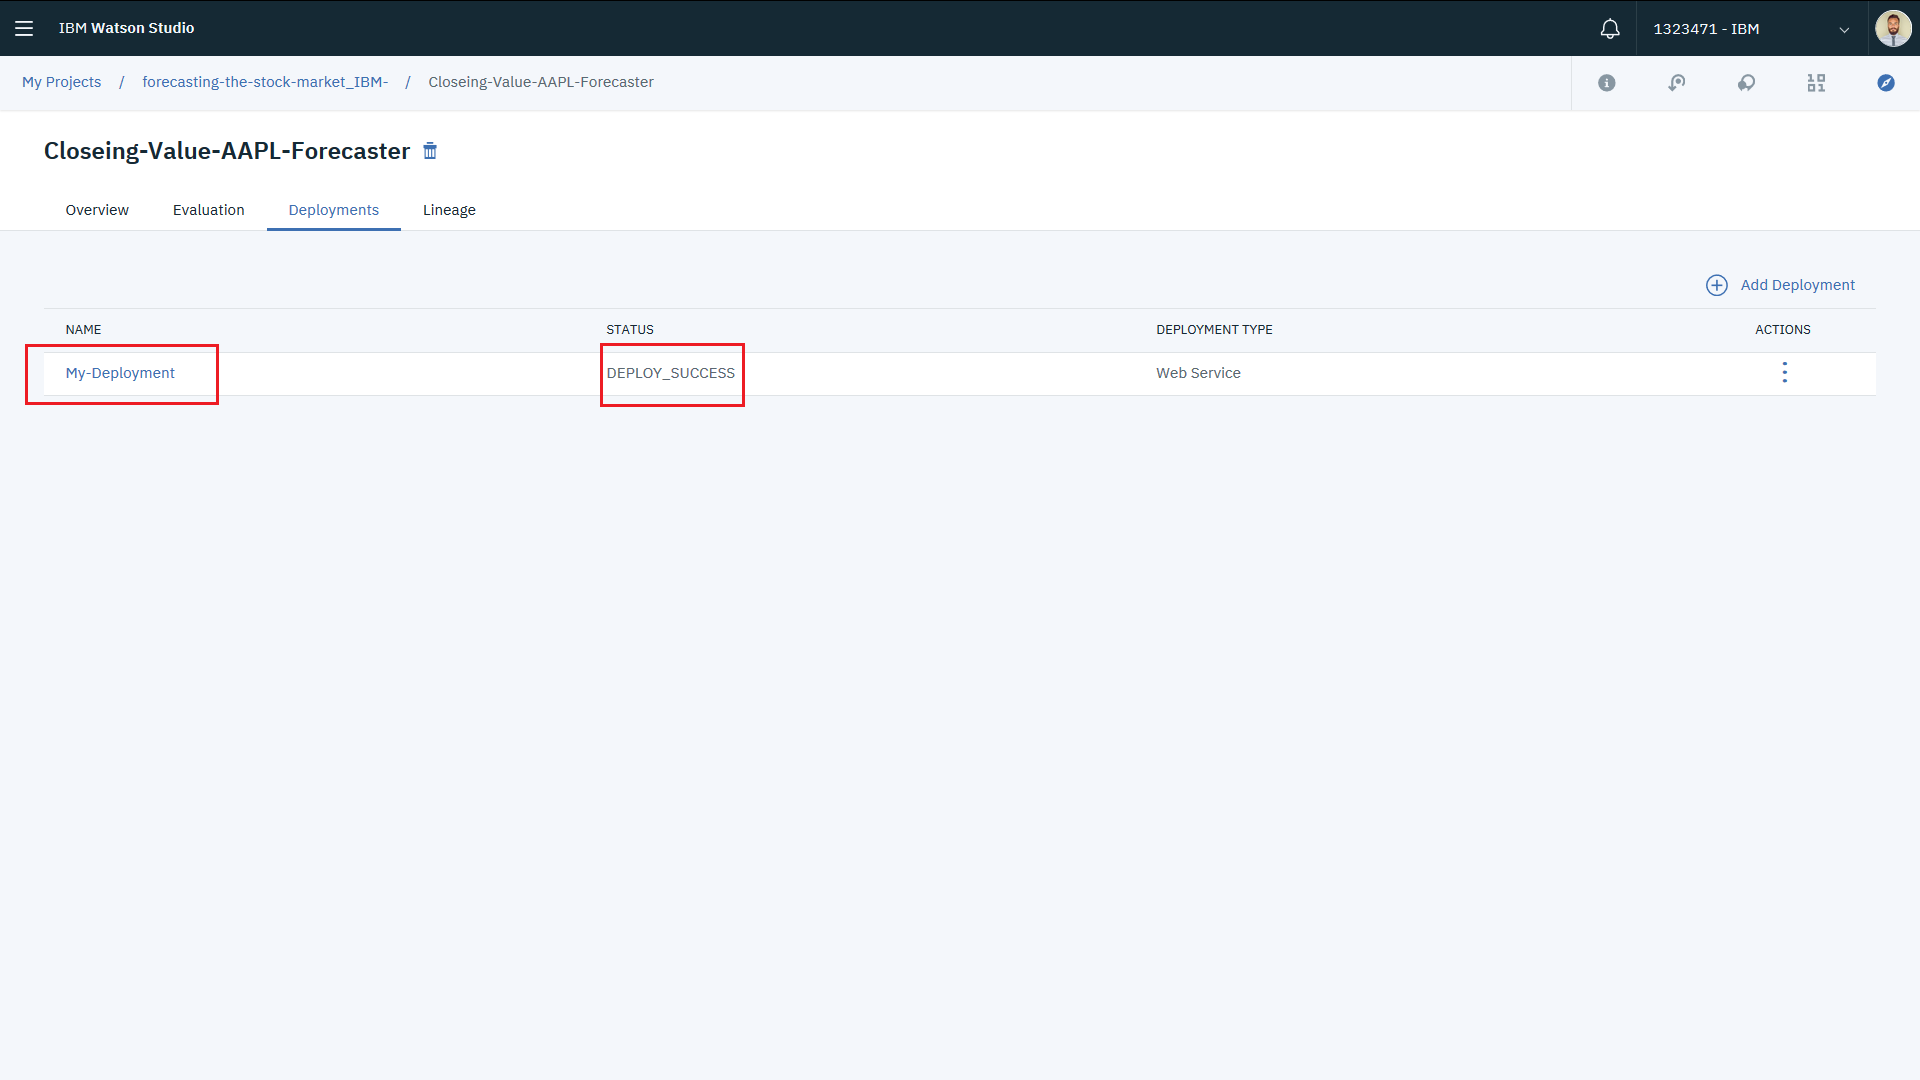 IBM Watson Studio
1323471 - IBM
My Projects / forecasting-the-stock-market_IBM- / Closeing-Value-AAPL-Forecaster
Closeing-Value-AAPL-Forecaster
Overview Evaluation Deployments Lineage
Add Deployment
NAME STATUS DEPLOYMENT TYPE ACTIONS
My-Deployment DEPLOY_SUCCESS Web Service